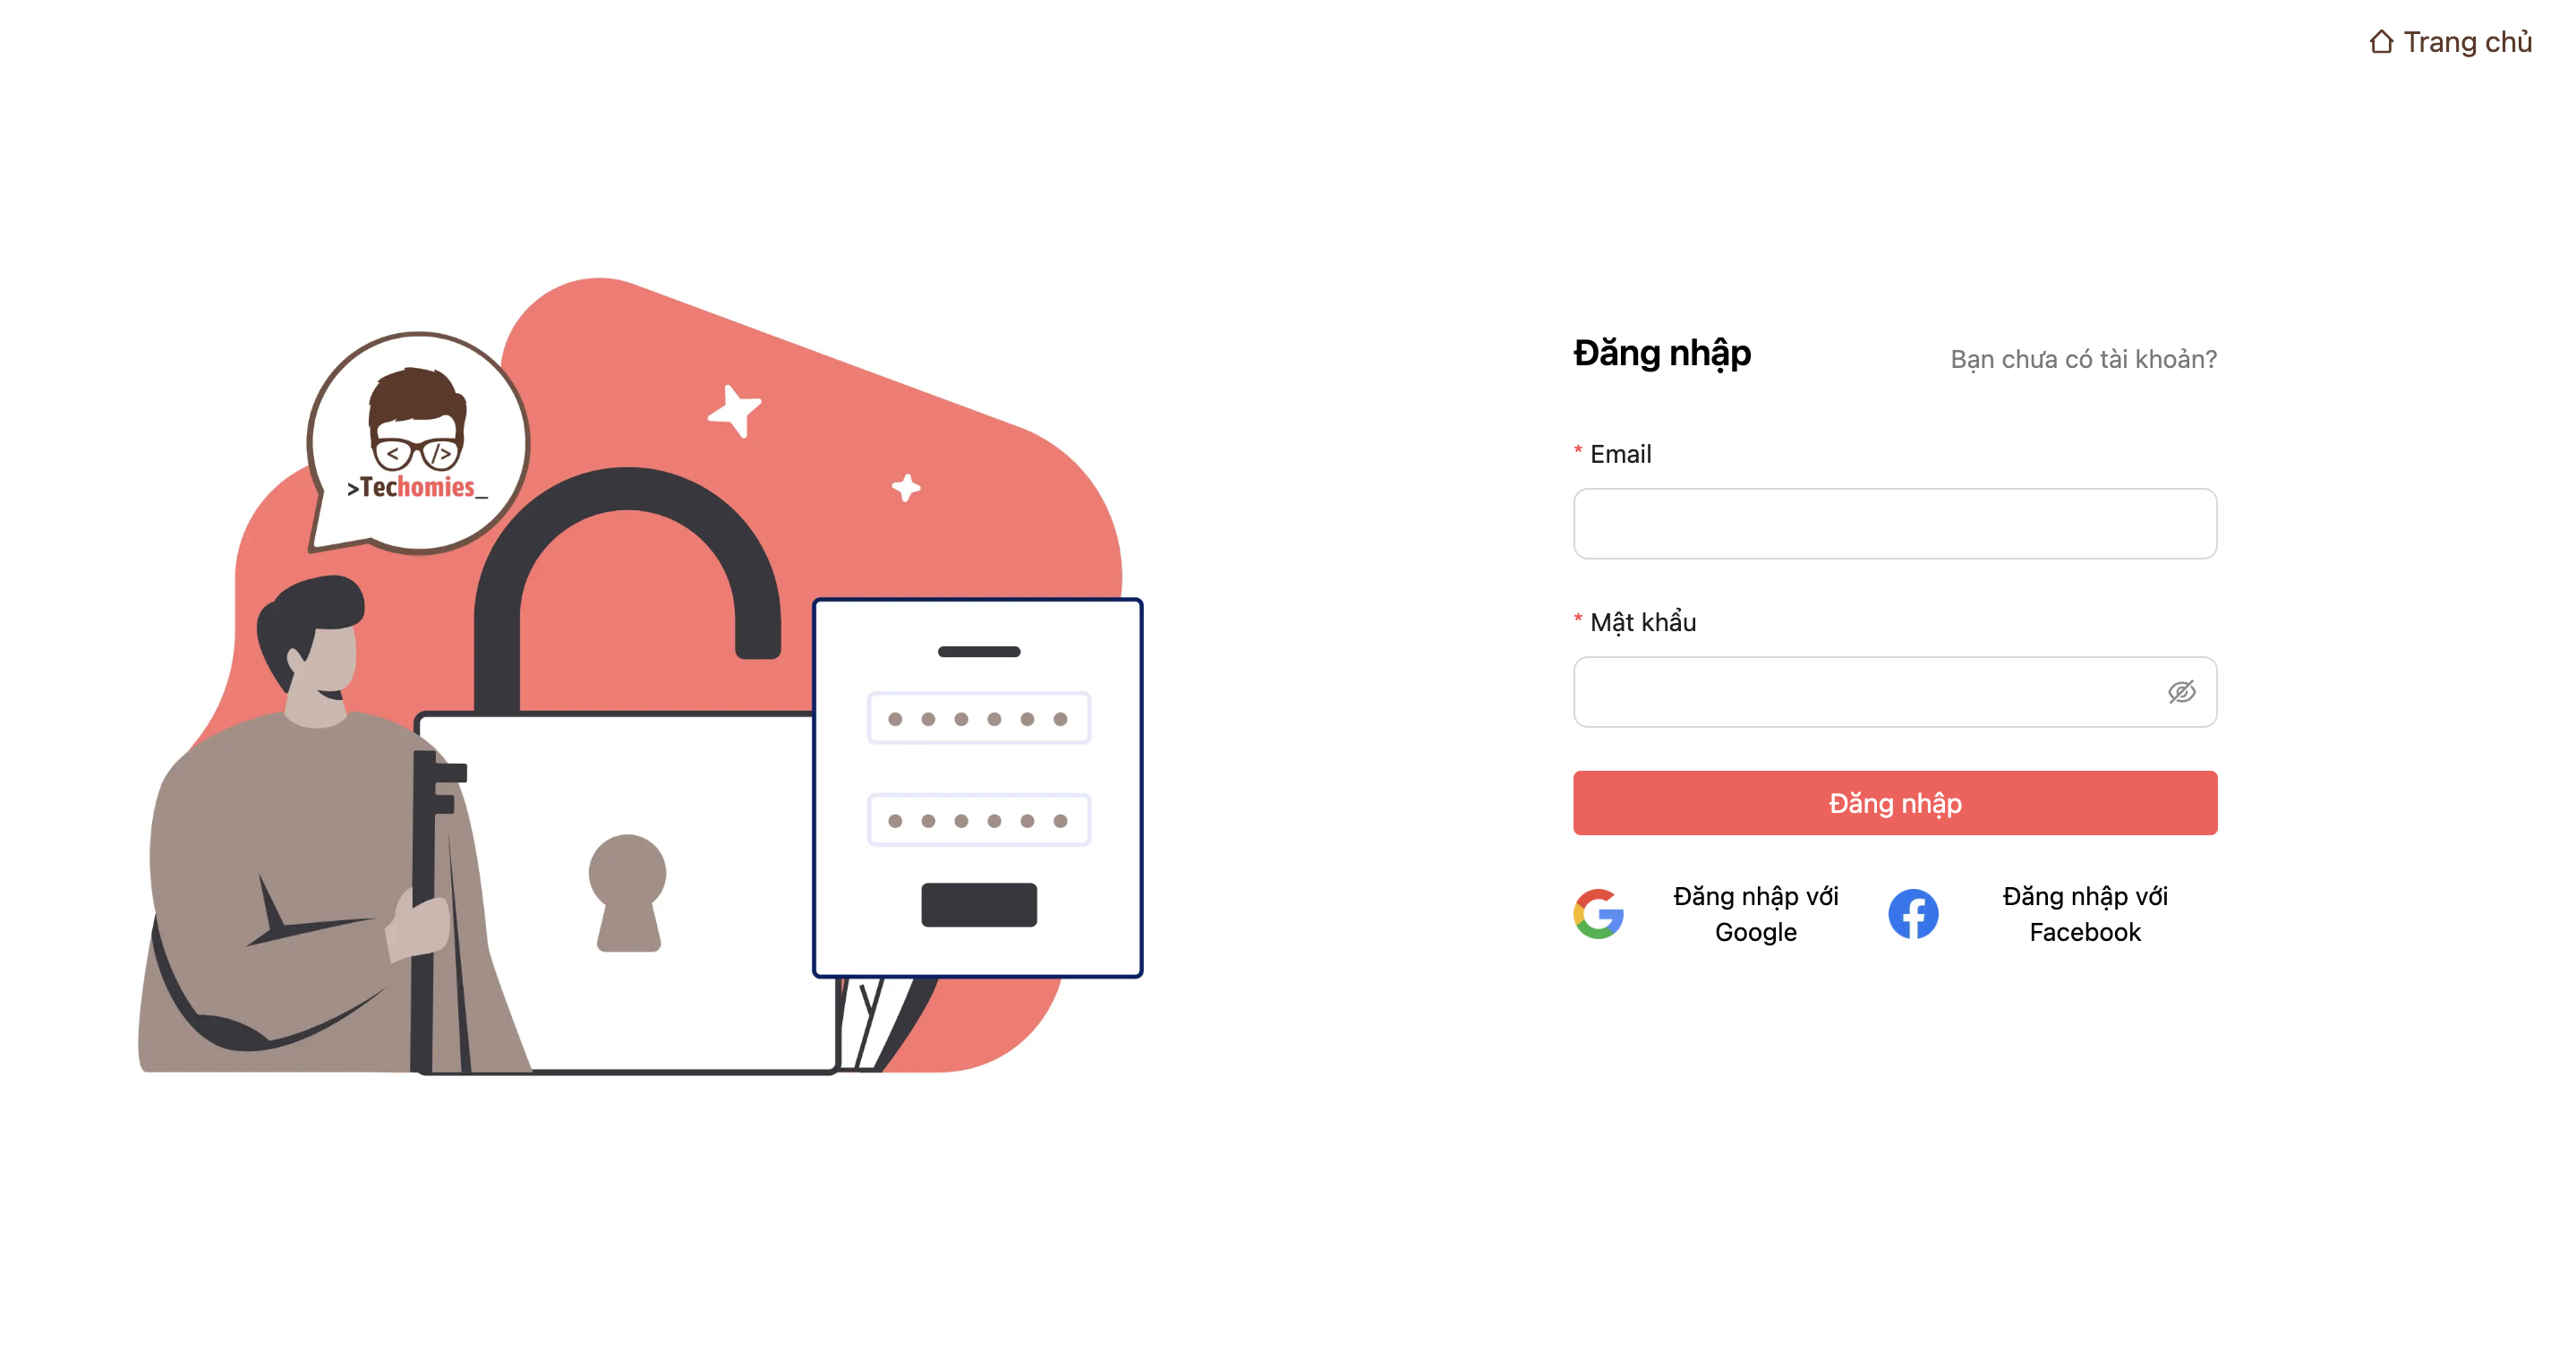 Trang chủ
< />
>Techomies_
Đăng nhập
Bạn chưa có tài khoản?
* Email
* Mật khẩu
Đăng nhập
Đăng nhập với
Google
Đăng nhập với
Facebook